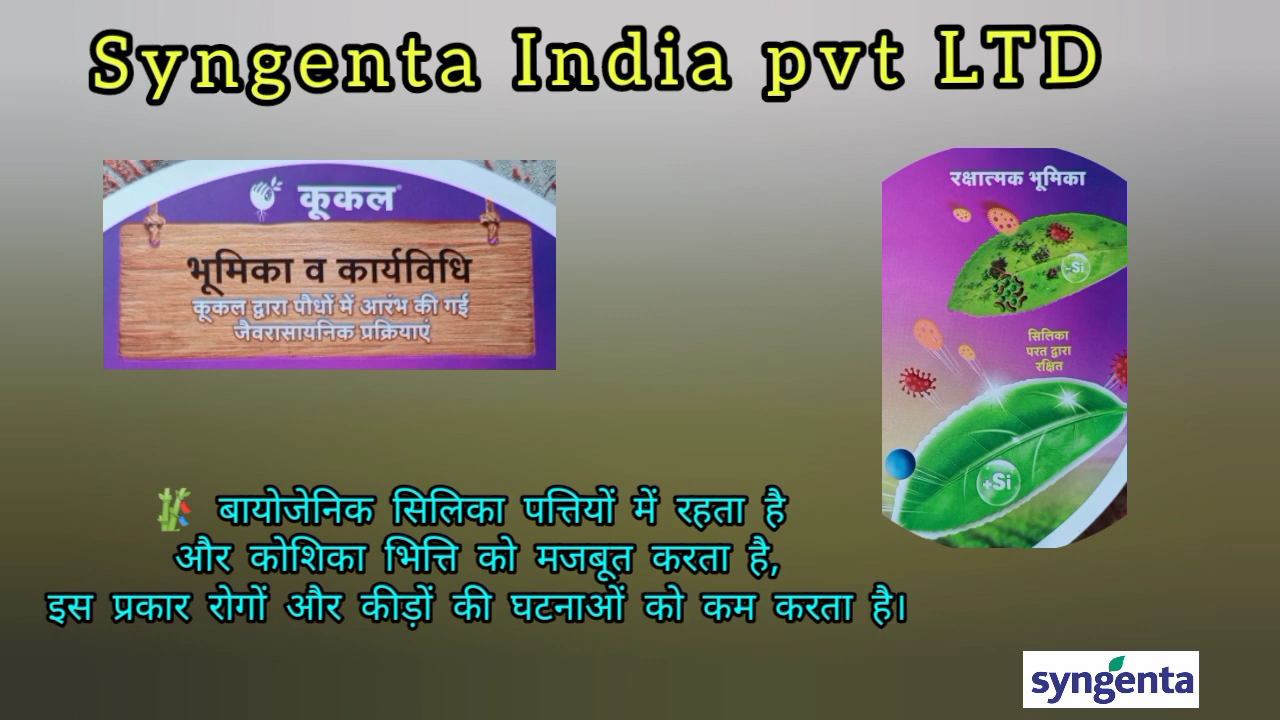 Syngenta India pvt LTD
कूकल
भूमिका व कार्यविधि
कूकल द्वारा पौधों में आरंभ की गई
जैवरासायनिक प्रक्रियाएं
रक्षात्मक भूमिका
-Si
सिलिका
परत द्वारा
रक्षित
+Si
बायोजेनिक सिलिका पत्तियों में रहता है
और कोशिका भित्ति को मजबूत करता है,
इस प्रकार रोगों और कीड़ों की घटनाओं को कम करता है।
syngenta